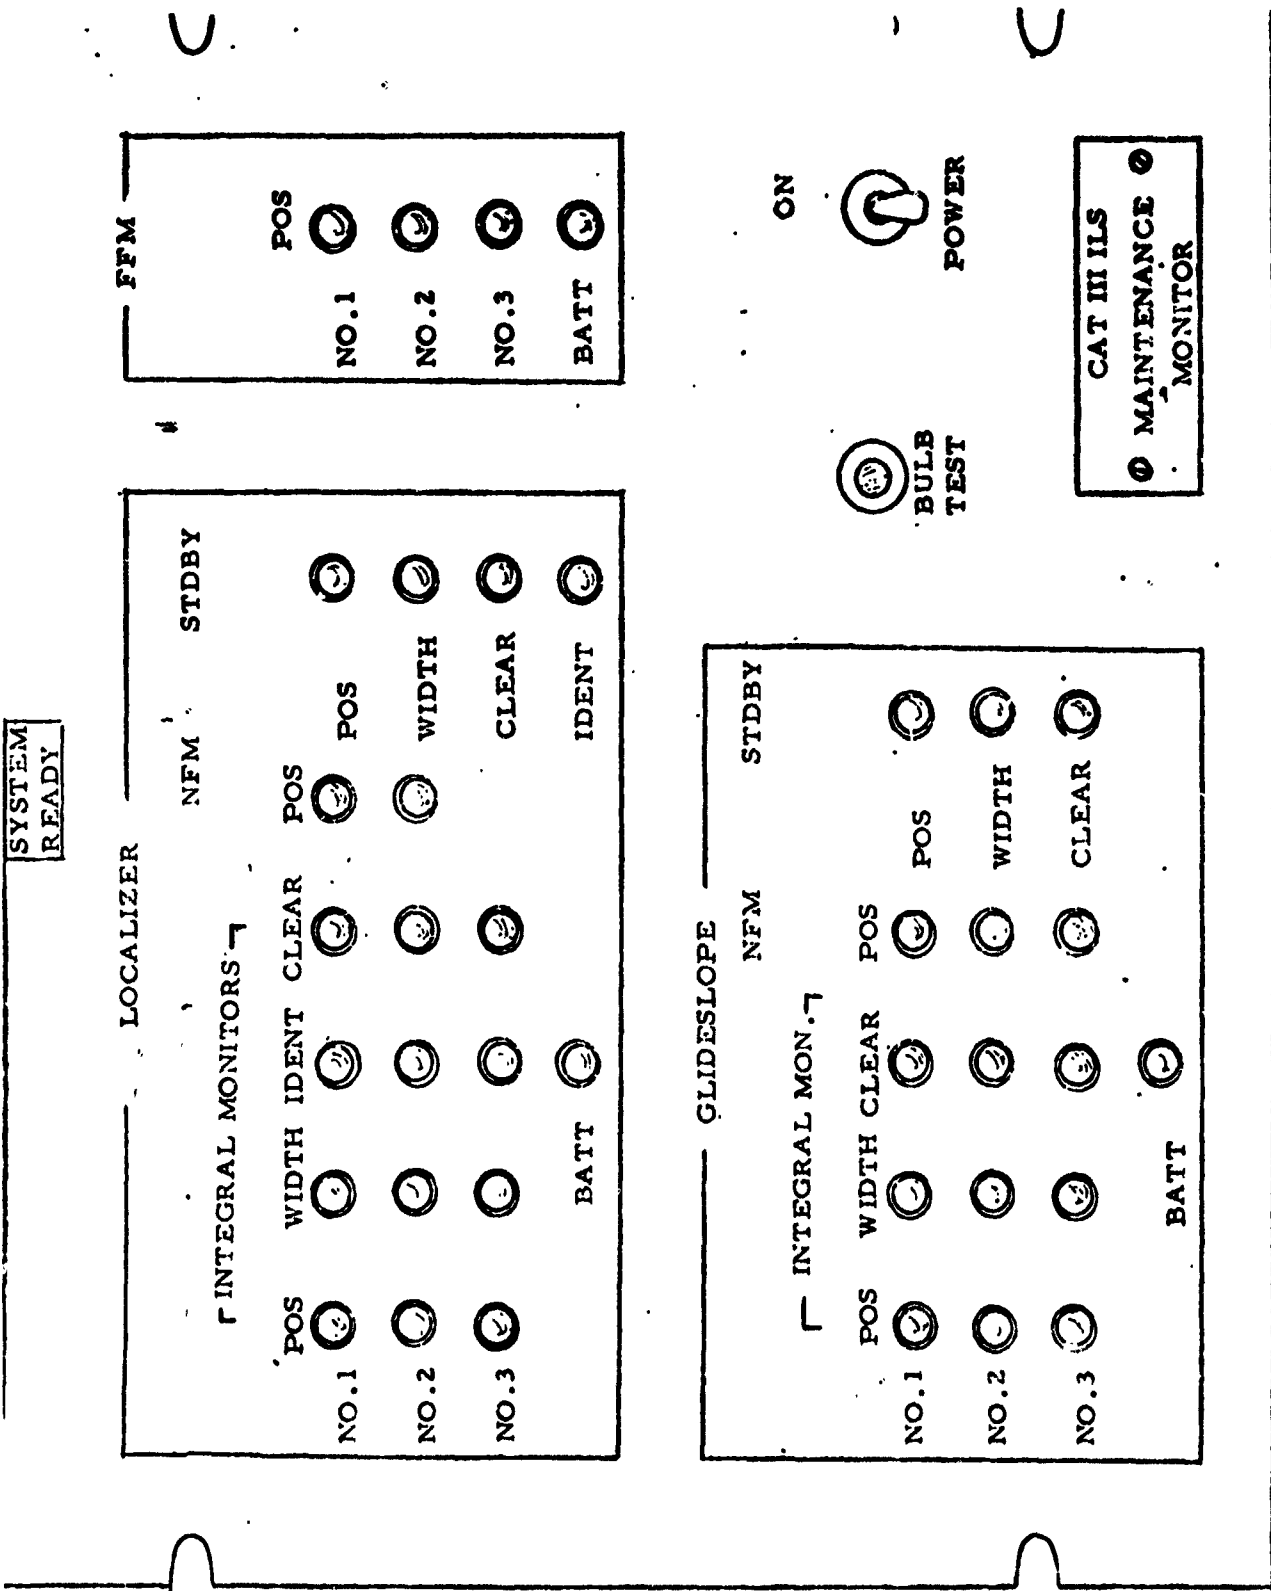 SYSTEM
READY
LOCALIZER
NFM STDBY
INTEGRAL MONITORS
POS WIDTH IDENT CLEAR POS
NO.1 POS
NO.2 WIDTH
NO.3 CLEAR
BATT IDENT
FFM
POS
NO.1
NO.2
NO.3
BATT
GLIDESLOPE
NFM STDBY
INTEGRAL MON.
POS WIDTH CLEAR POS
NO.1 POS
NO.2 WIDTH
NO.3 CLEAR
BATT
ON
BULB
TEST
POWER
CAT III ILS
MAINTENANCE
MONITOR